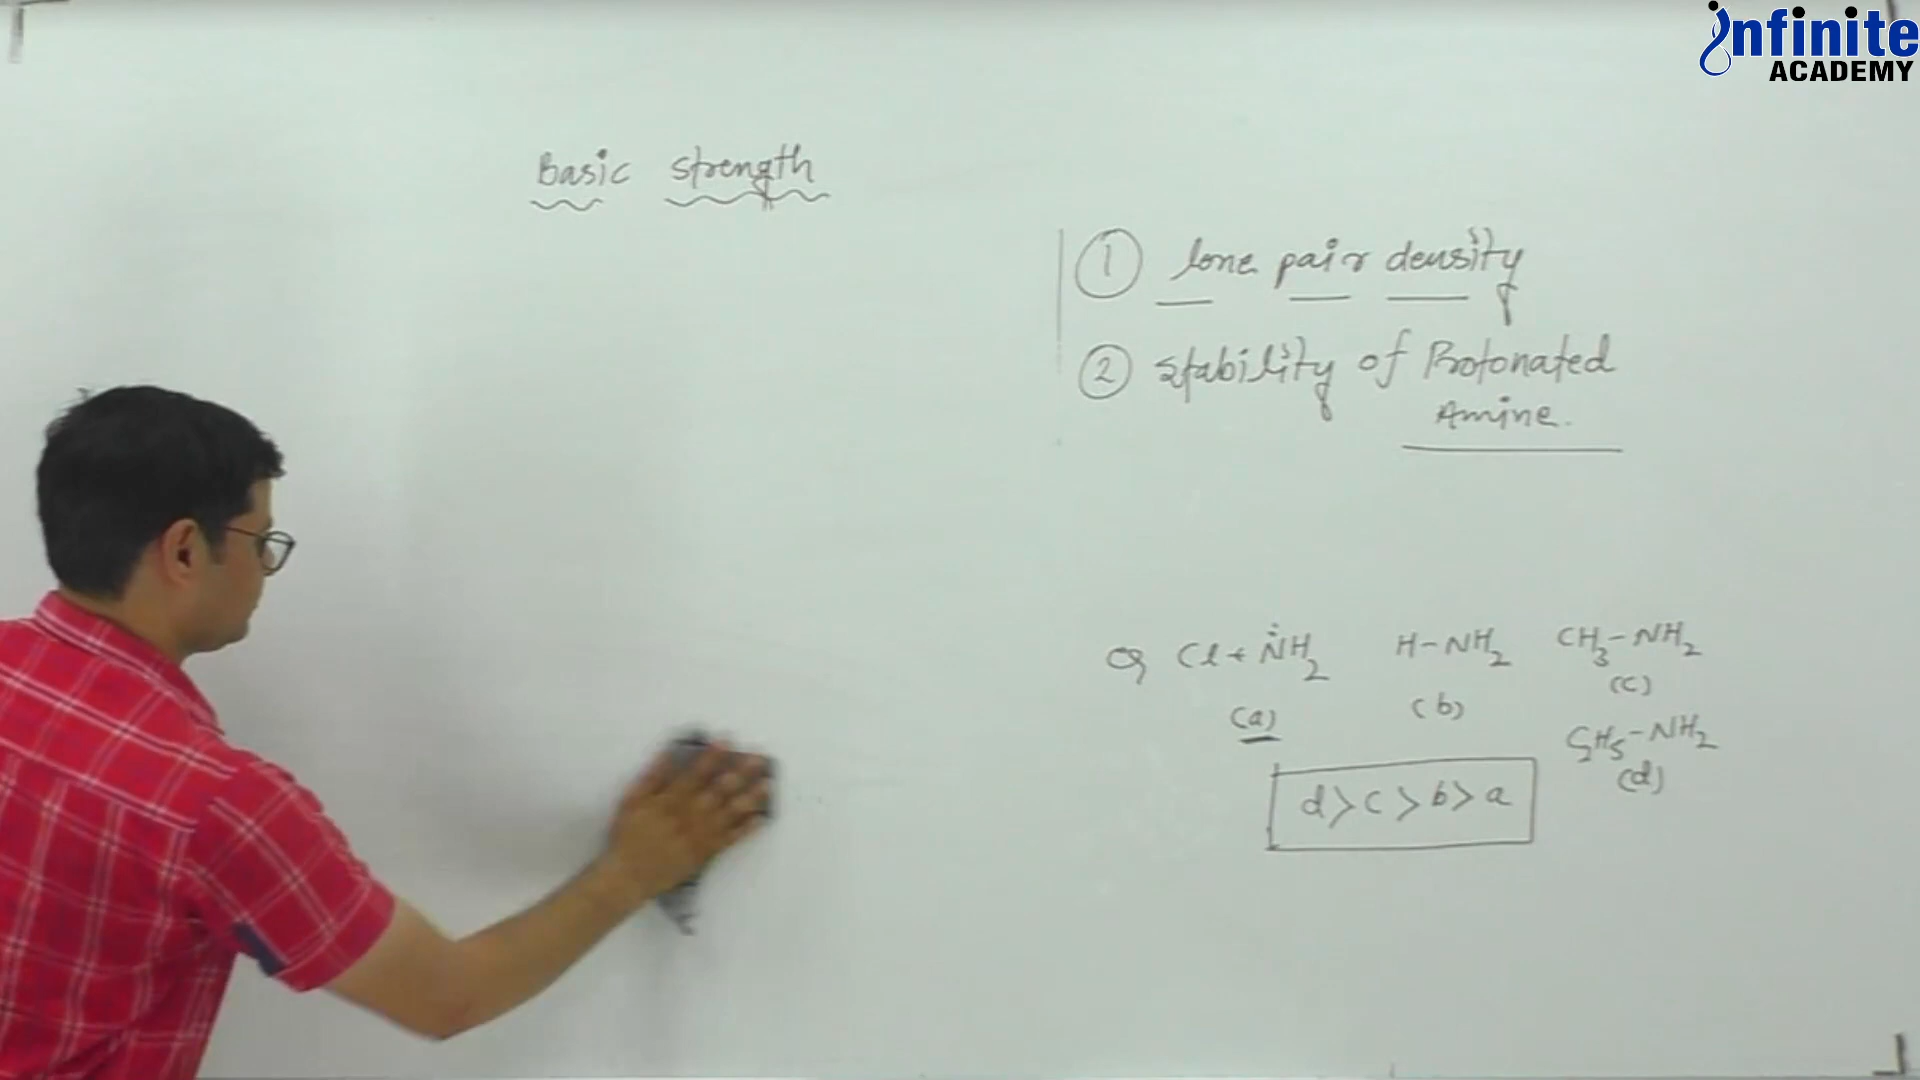 infinite
ACADEMY
Basic strength
① lone pair density
② stability of Protonated
Amine.
Q Cl ← NH2 H-NH2 CH3-NH2
(a) (b) (c)
C2H5-NH2
(d)
d > c > b > a